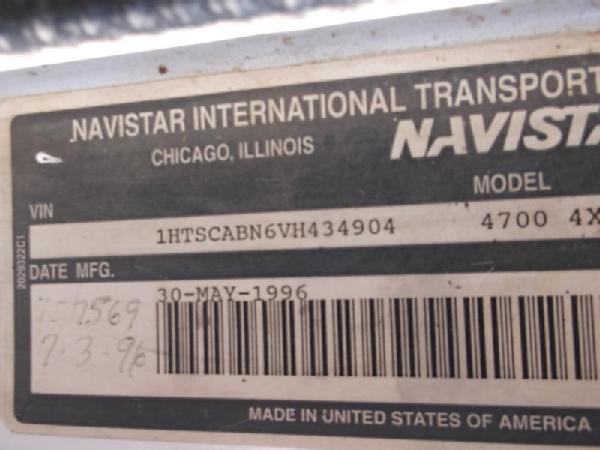 NAVISTAR INTERNATIONAL TRANSPORT
CHICAGO, ILLINOIS
NAVISTA
VIN
MODEL
1HTSCABN6VH434904
4700 4X
DATE MFG.
30-MAY-1996
7-3-96
2029322C1
MADE IN UNITED STATES OF AMERICA